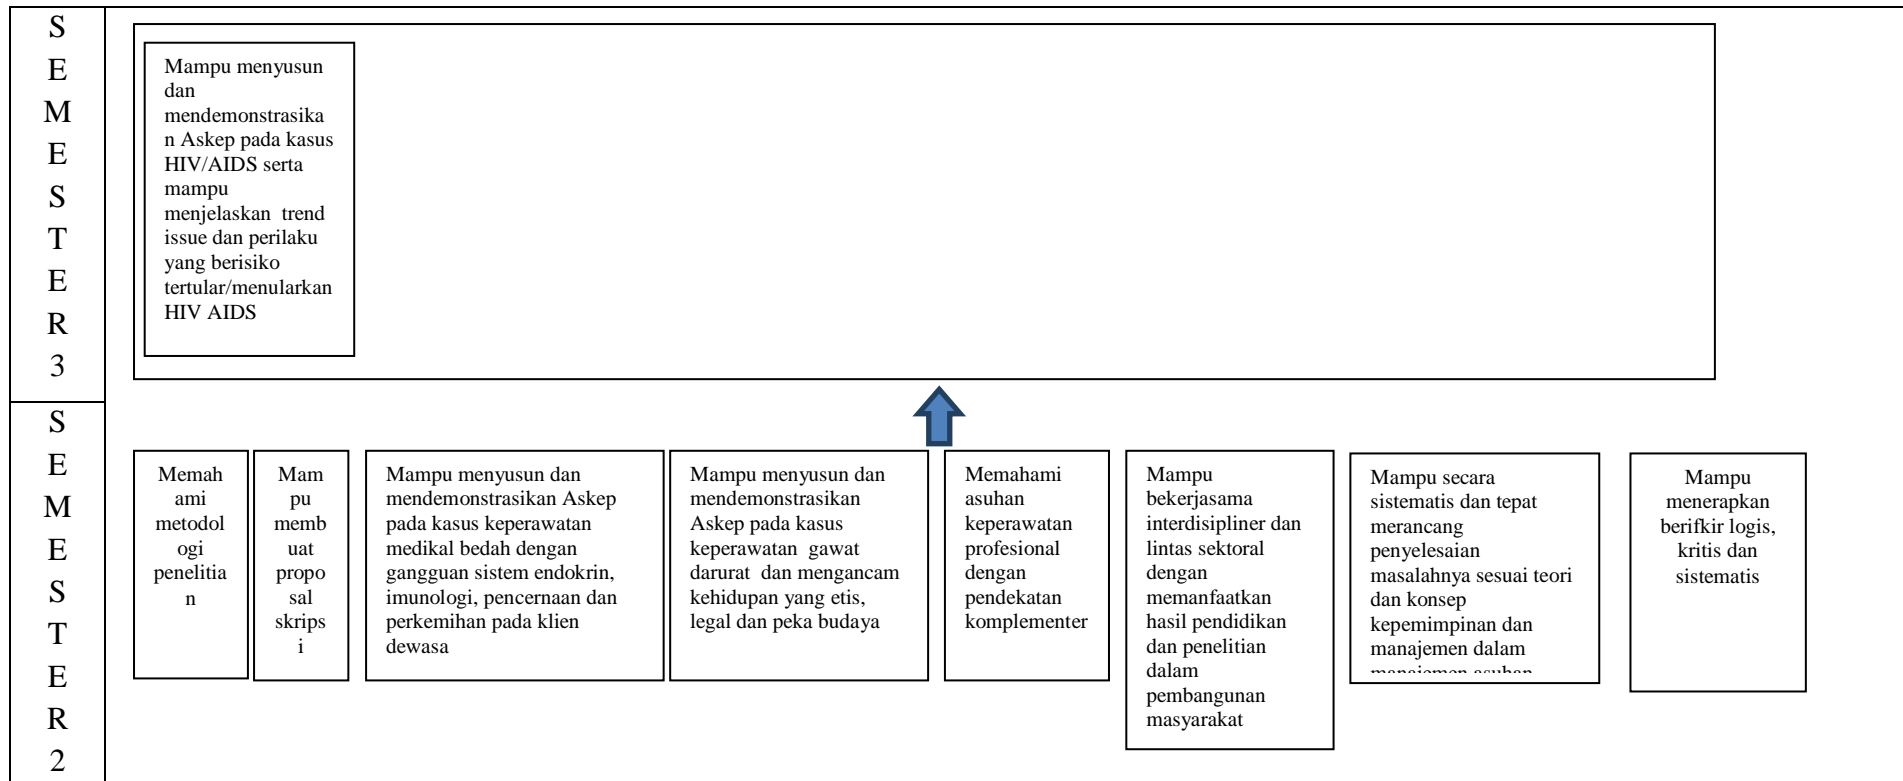 S
E
M
E
S
T
E
R
3
Mampu menyusun
dan
mendemonstrasika
n Askep pada kasus
HIV/AIDS serta
mampu
menjelaskan trend
issue dan perilaku
yang berisiko
tertular/menularkan
HIV AIDS
S
E
M
E
S
T
E
R
2
Memah
ami
metodol
ogi
penelitia
n
Mam
pu
memb
uat
propo
sal
skrips
i
Mampu menyusun dan
mendemonstrasikan Askep
pada kasus keperawatan
medikal bedah dengan
gangguan sistem endokrin,
imunologi, pencernaan dan
perkemihan pada klien
dewasa
Mampu menyusun dan
mendemonstrasikan
Askep pada kasus
keperawatan gawat
darurat dan mengancam
kehidupan yang etis,
legal dan peka budaya
Memahami
asuhan
keperawatan
profesional
dengan
pendekatan
komplementer
Mampu
bekerjasama
interdisipliner dan
lintas sektoral
dengan
memanfaatkan
hasil pendidikan
dan penelitian
dalam
pembangunan
masyarakat
Mampu secara
sistematis dan tepat
merancang
penyelesaian
masalahnya sesuai teori
dan konsep
kepemimpinan dan
manajemen dalam
manajemen asuhan
Mampu
menerapkan
berifkir logis,
kritis dan
sistematis